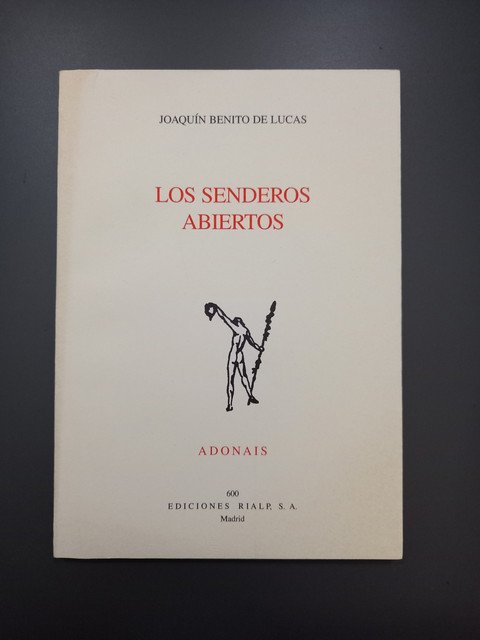 JOAQUÍN BENITO DE LUCAS
LOS SENDEROS
ABIERTOS
ADONAIS
600
EDICIONES RIALP, S. A.
Madrid